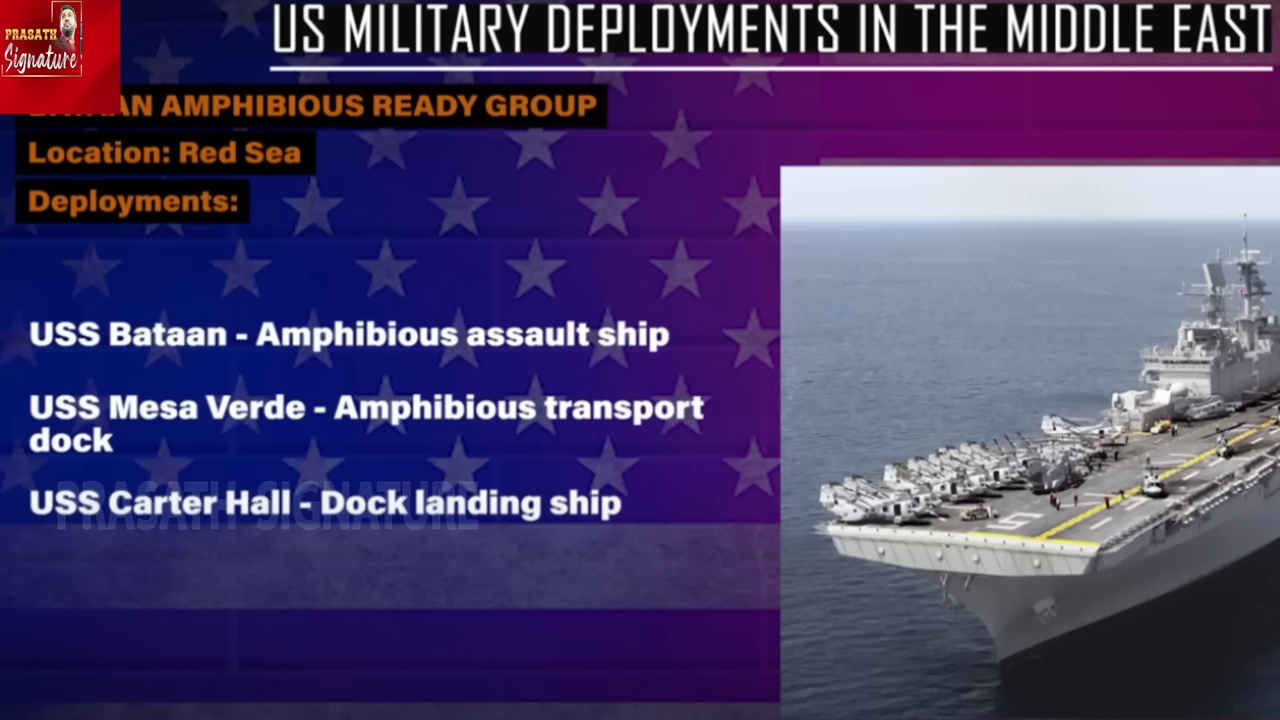 PRASATH
Signature
US MILITARY DEPLOYMENTS IN THE MIDDLE EAST
AN AMPHIBIOUS READY GROUP
Location: Red Sea
Deployments:
USS Bataan - Amphibious assault ship
USS Mesa Verde - Amphibious transport
dock
USS Carter Hall - Dock landing ship
PRASATH SIGNATURE
5